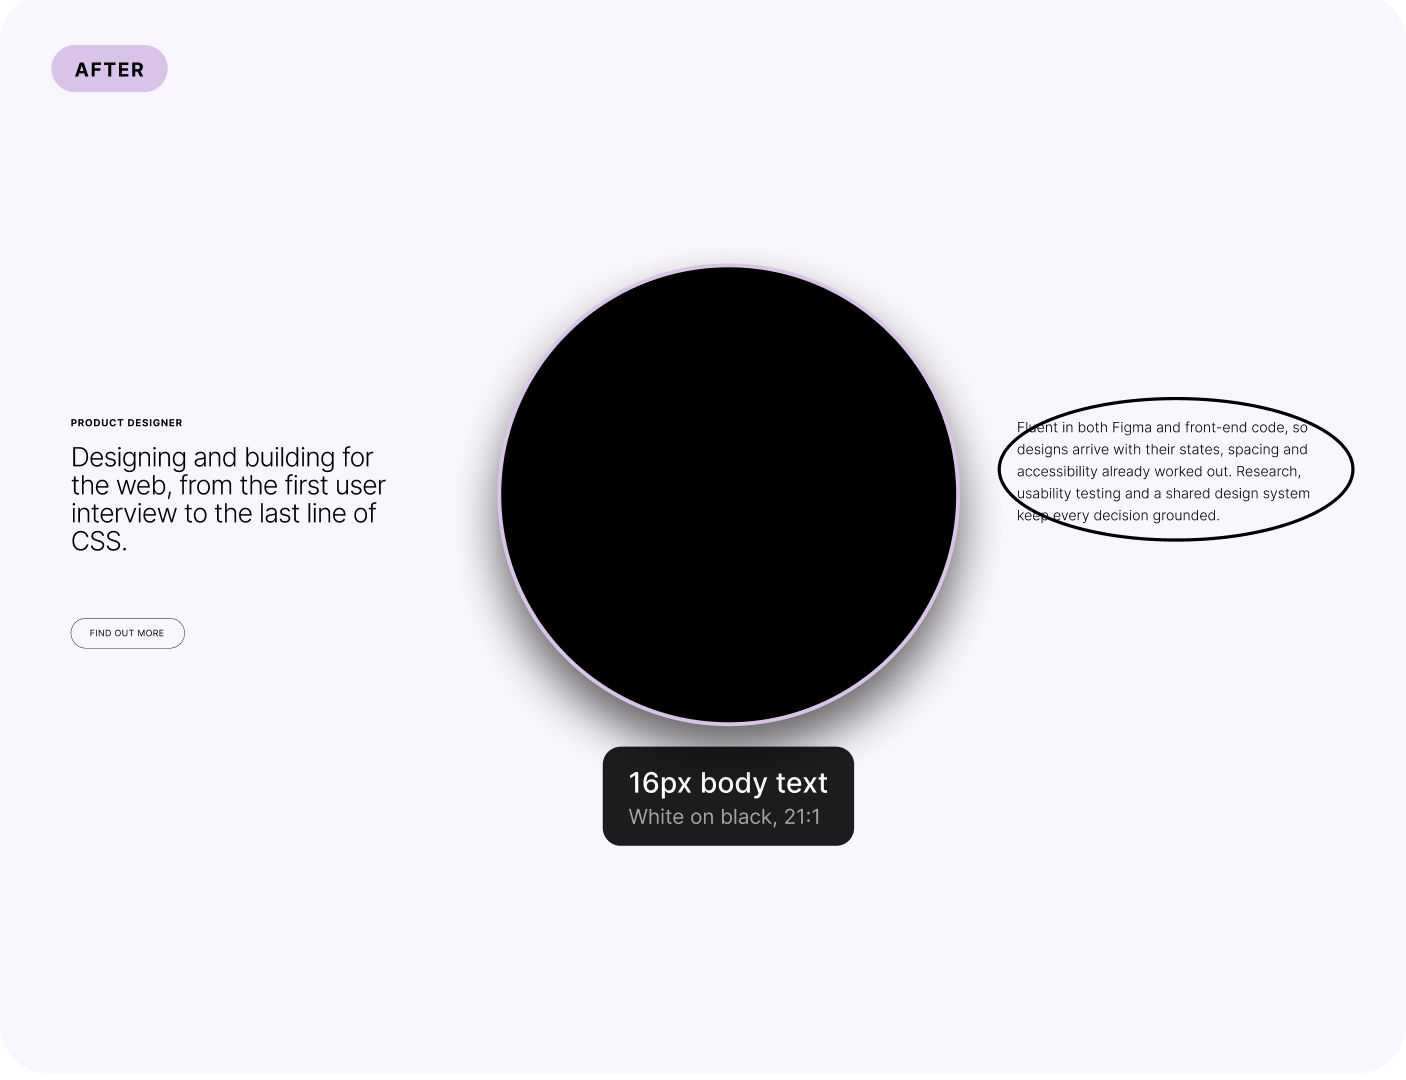 AFTER
PRODUCT DESIGNER
Designing and building for
the web, from the first user
interview to the last line of
CSS.
FIND OUT MORE
Fluent in both Figma and front-end code, so
designs arrive with their states, spacing and
accessibility already worked out. Research,
usability testing and a shared design system
keep every decision grounded.
16px body text
White on black, 21:1